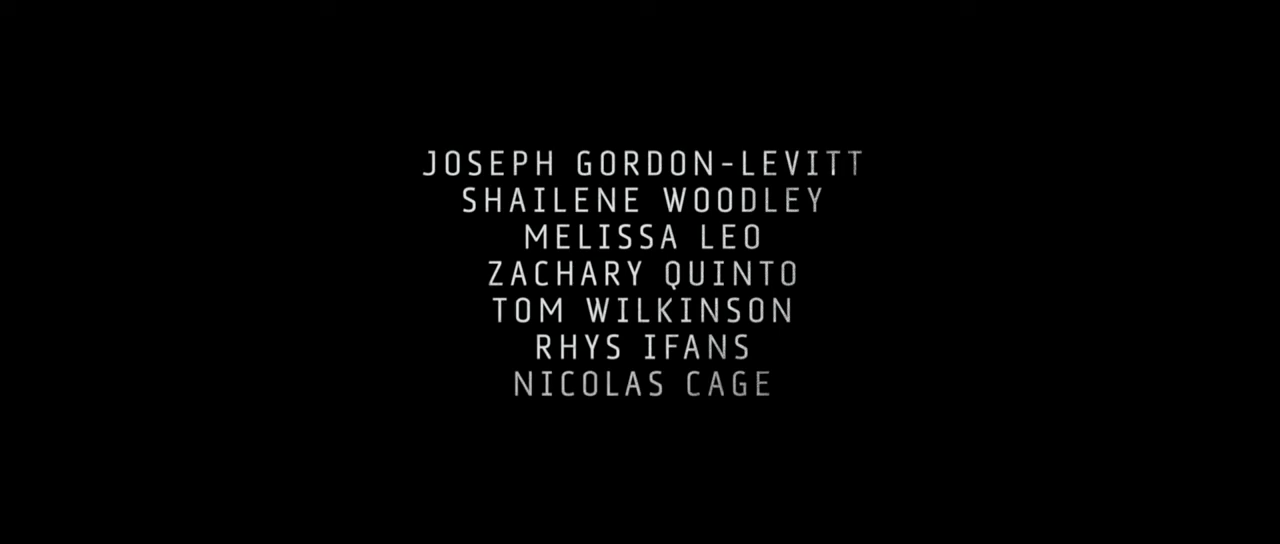 JOSEPH GORDON-LEVITT
SHAILENE WOODLEY
MELISSA LEO
ZACHARY QUINTO
TOM WILKINSON
RHYS IFANS
NICOLAS CAGE